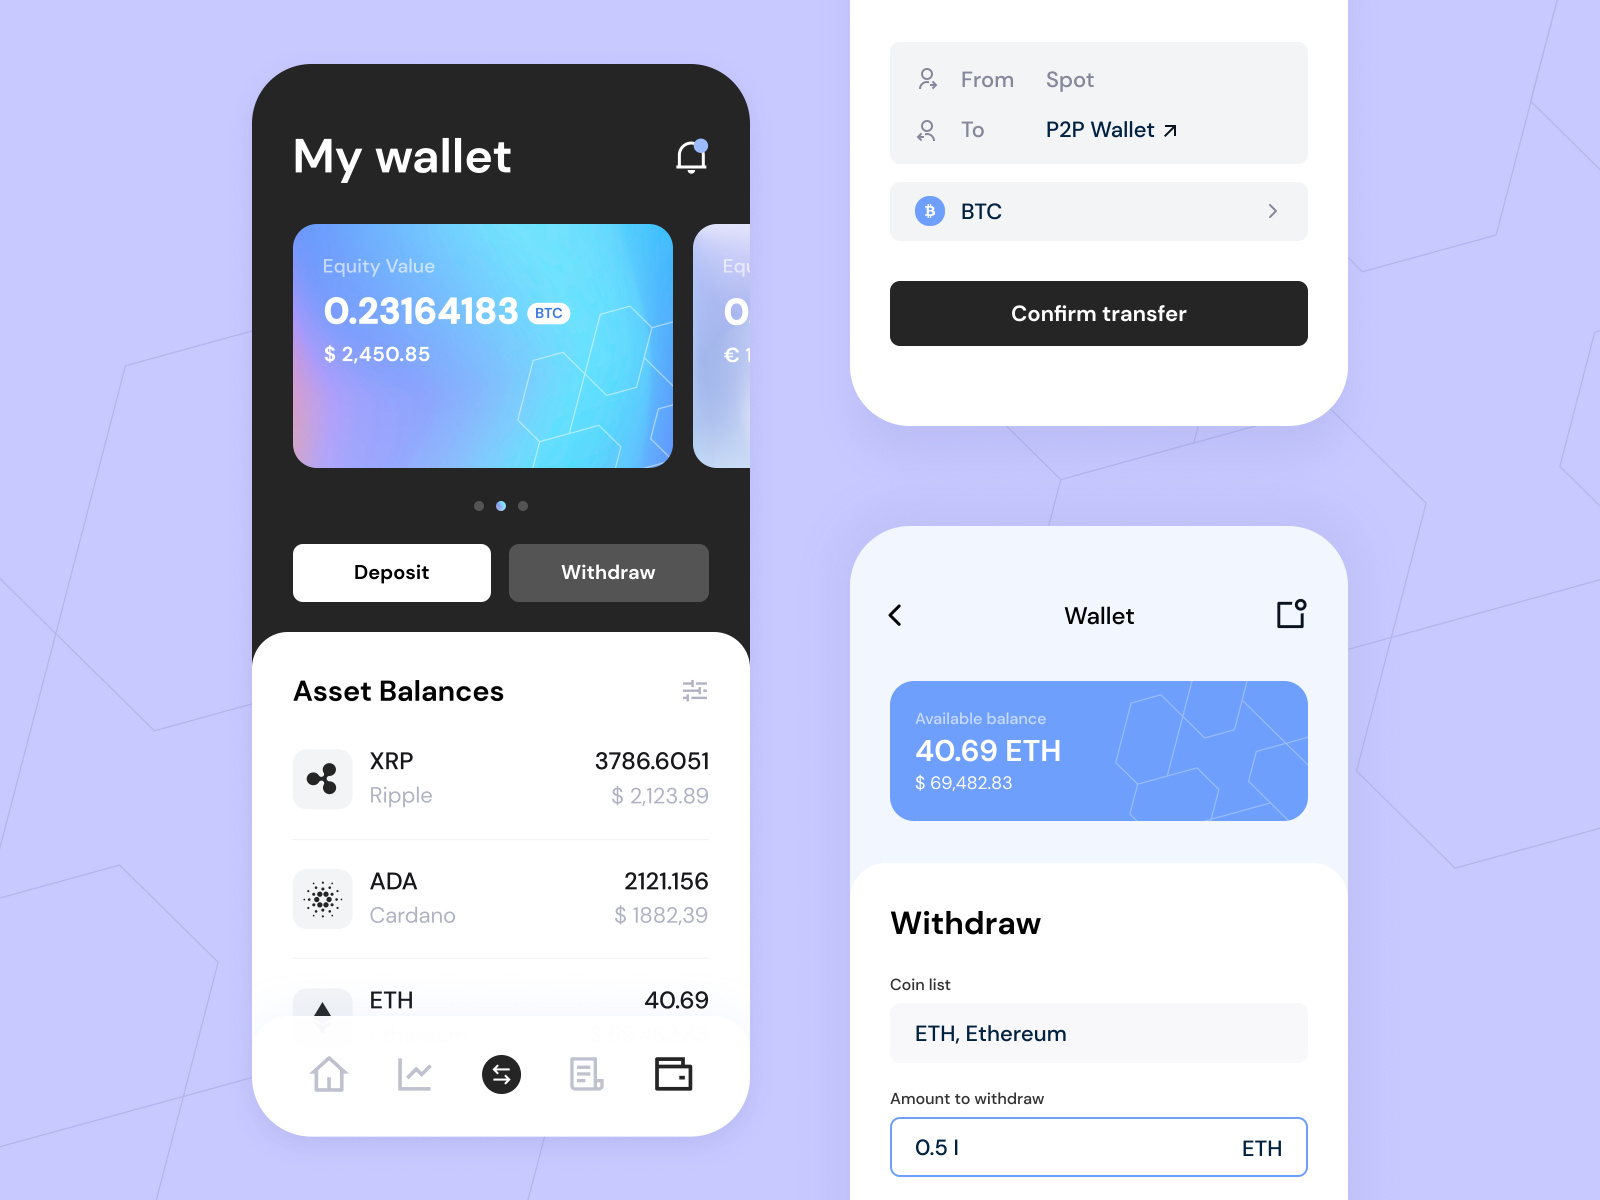 My wallet
Equity Value
0.23164183 BTC
$ 2,450.85
Equ
0.
€ 1
Deposit
Withdraw
Asset Balances
XRP 3786.6051
Ripple $ 2,123.89
ADA 2121.156
Cardano $ 1882,39
ETH 40.69
From Spot
To P2P Wallet
BTC
Confirm transfer
Wallet
Available balance
40.69 ETH
$ 69,482.83
Withdraw
Coin list
ETH, Ethereum
Amount to withdraw
0.5 I ETH